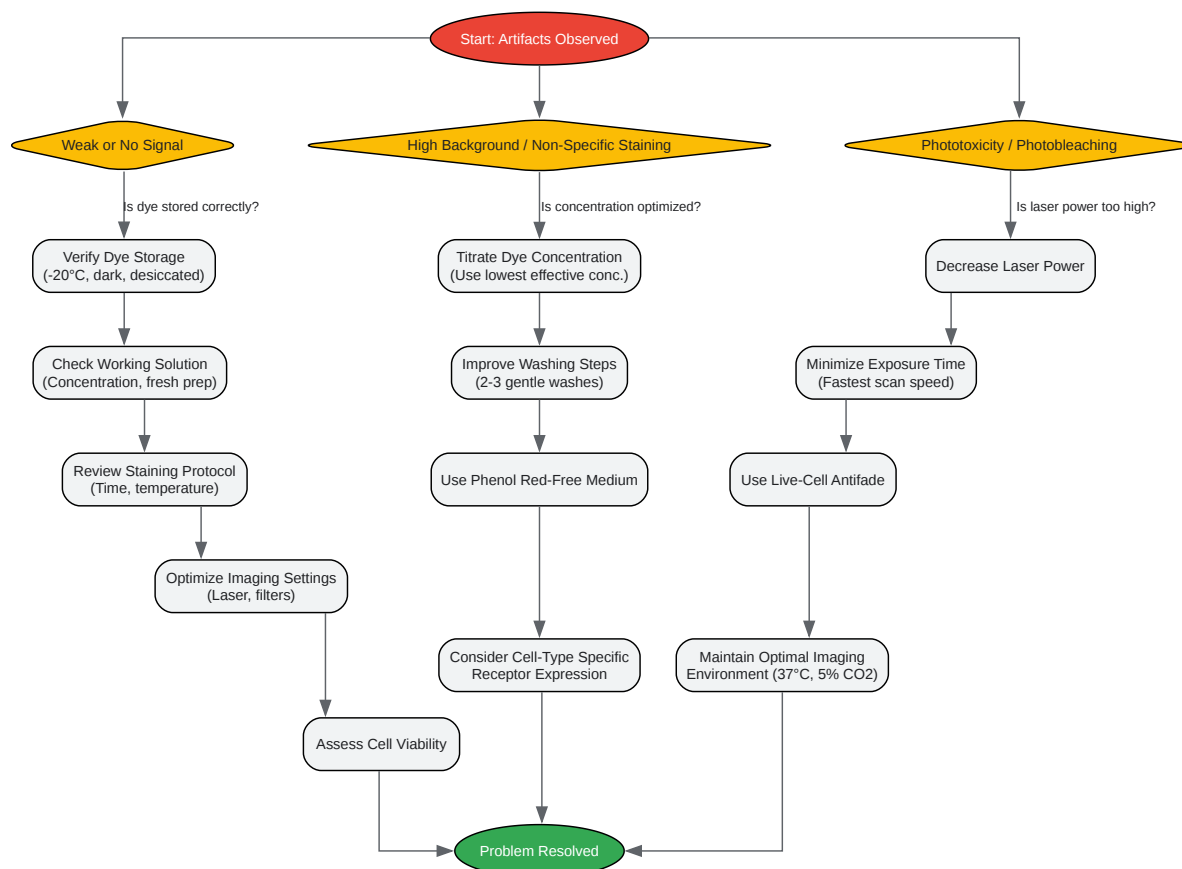 Start: Artifacts Observed
Weak or No Signal
High Background / Non-Specific Staining
Phototoxicity / Photobleaching
Is dye stored correctly?
Is concentration optimized?
Is laser power too high?
Verify Dye Storage
(-20°C, dark, desiccated)
Titrate Dye Concentration
(Use lowest effective conc.)
Decrease Laser Power
Check Working Solution
(Concentration, fresh prep)
Improve Washing Steps
(2-3 gentle washes)
Minimize Exposure Time
(Fastest scan speed)
Review Staining Protocol
(Time, temperature)
Use Phenol Red-Free Medium
Use Live-Cell Antifade
Optimize Imaging Settings
(Laser, filters)
Consider Cell-Type Specific
Receptor Expression
Maintain Optimal Imaging
Environment (37°C, 5% CO2)
Assess Cell Viability
Problem Resolved